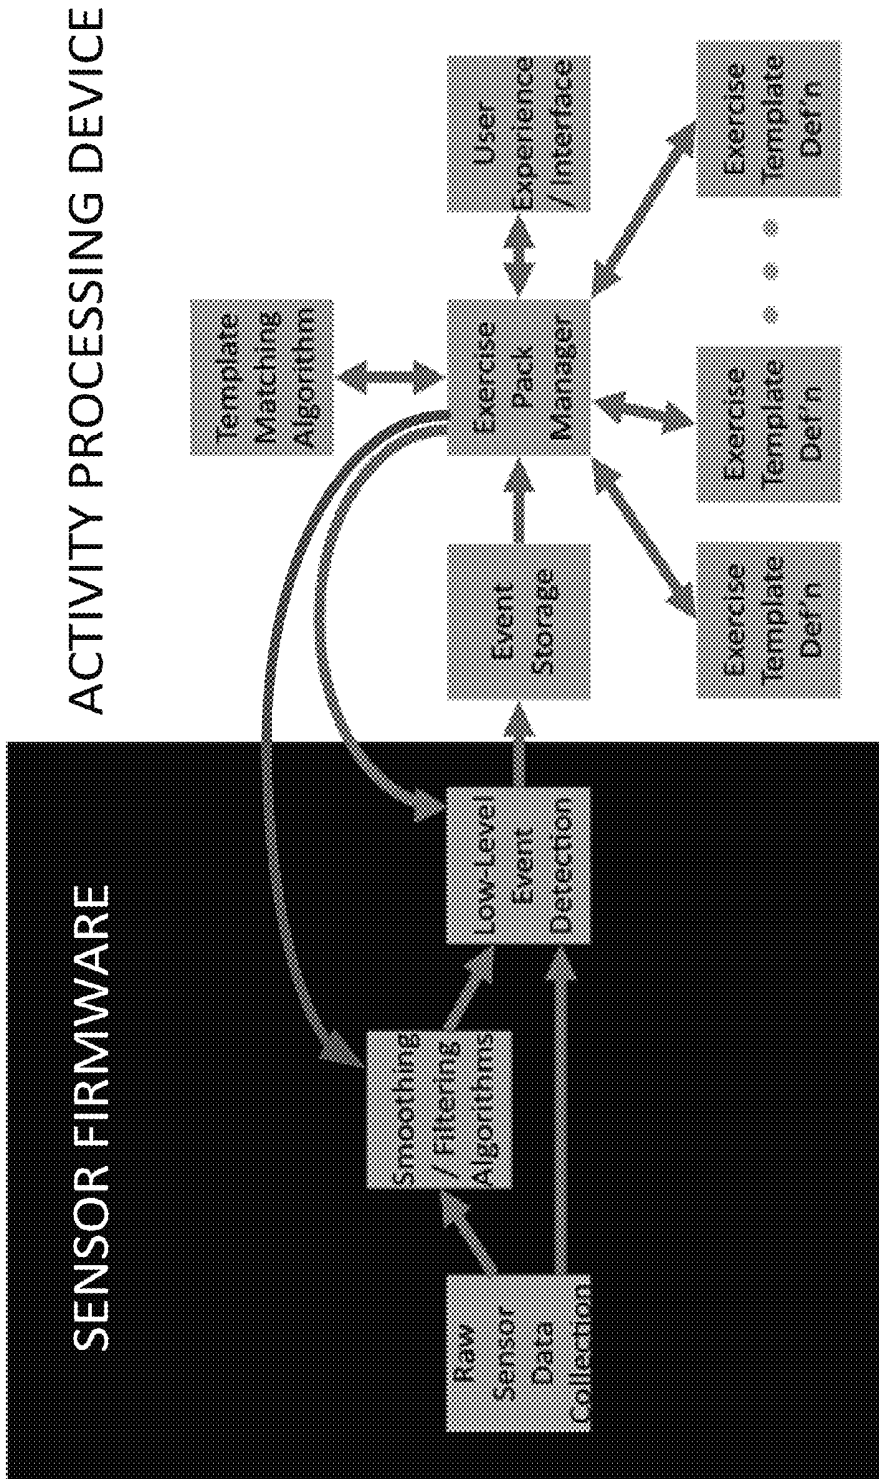 SENSOR FIRMWARE
ACTIVITY PROCESSING DEVICE
Raw
Sensor
Data
Collection
Smoothing
/ Filtering
Algorithms
Low-Level
Event
Detection
Event
Storage
Template
Matching
Algorithm
Exercise
Pack
Manager
User
Experience
/ Interface
Exercise
Template
Def'n
Exercise
Template
Def'n
Exercise
Template
Def'n